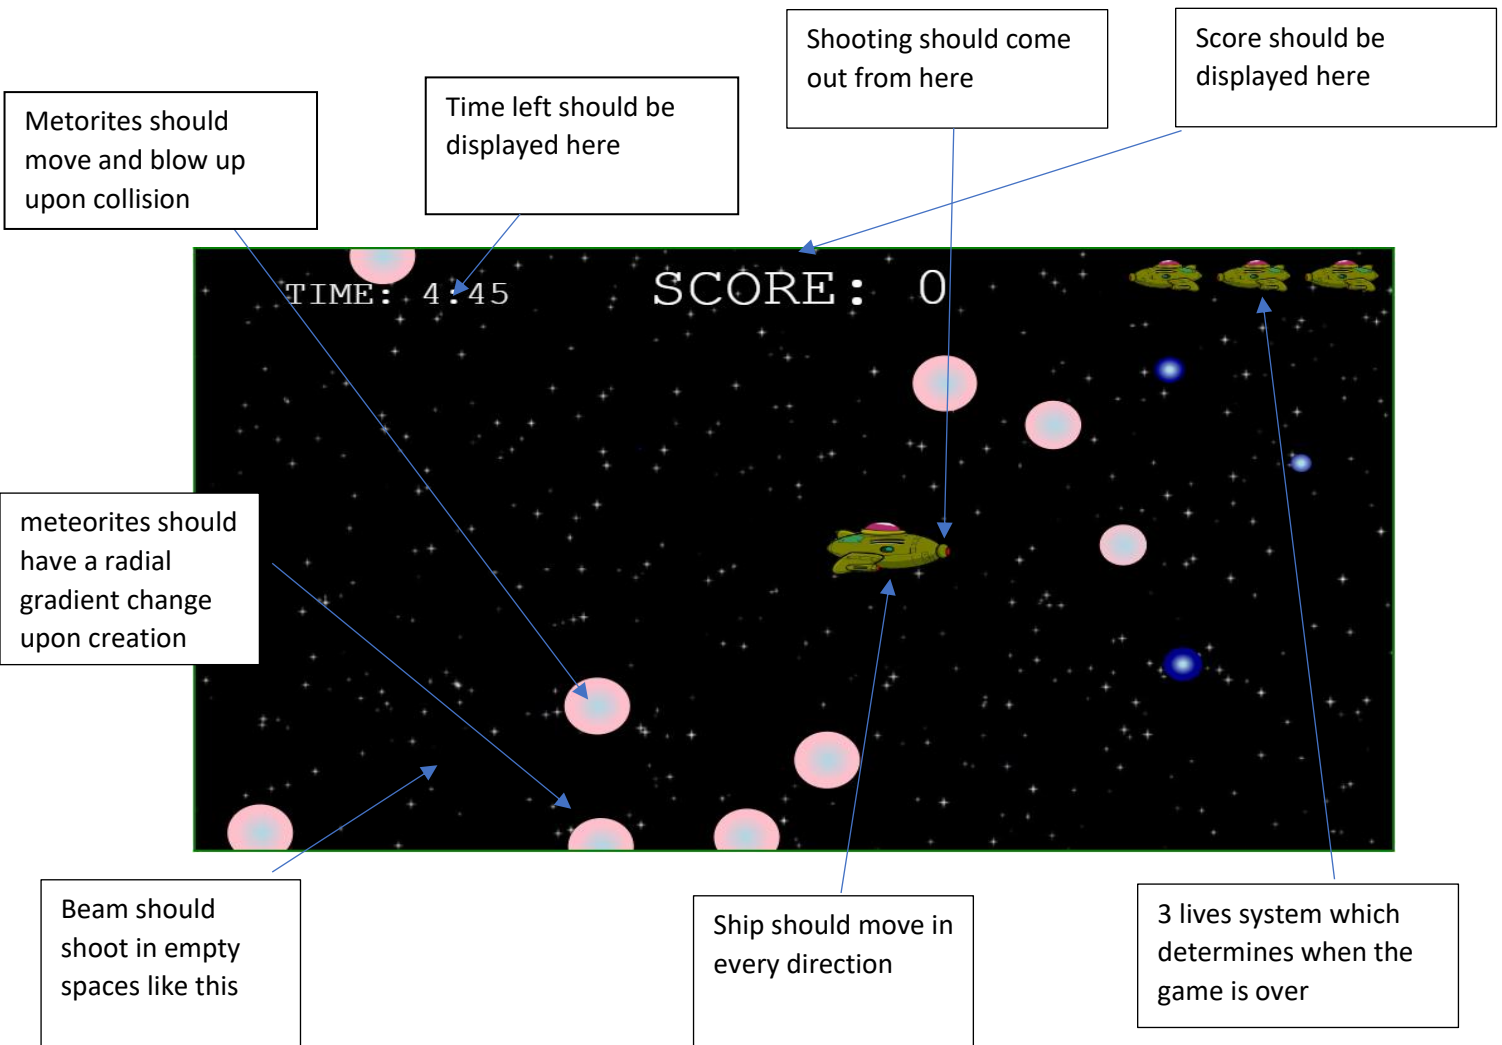 Shooting should come
out from here
Score should be
displayed here
Time left should be
displayed here
Metorites should
move and blow up
upon collision
TIME: 4:45
SCORE: 0
meteorites should
have a radial
gradient change
upon creation
Beam should
shoot in empty
spaces like this
Ship should move in
every direction
3 lives system which
determines when the
game is over